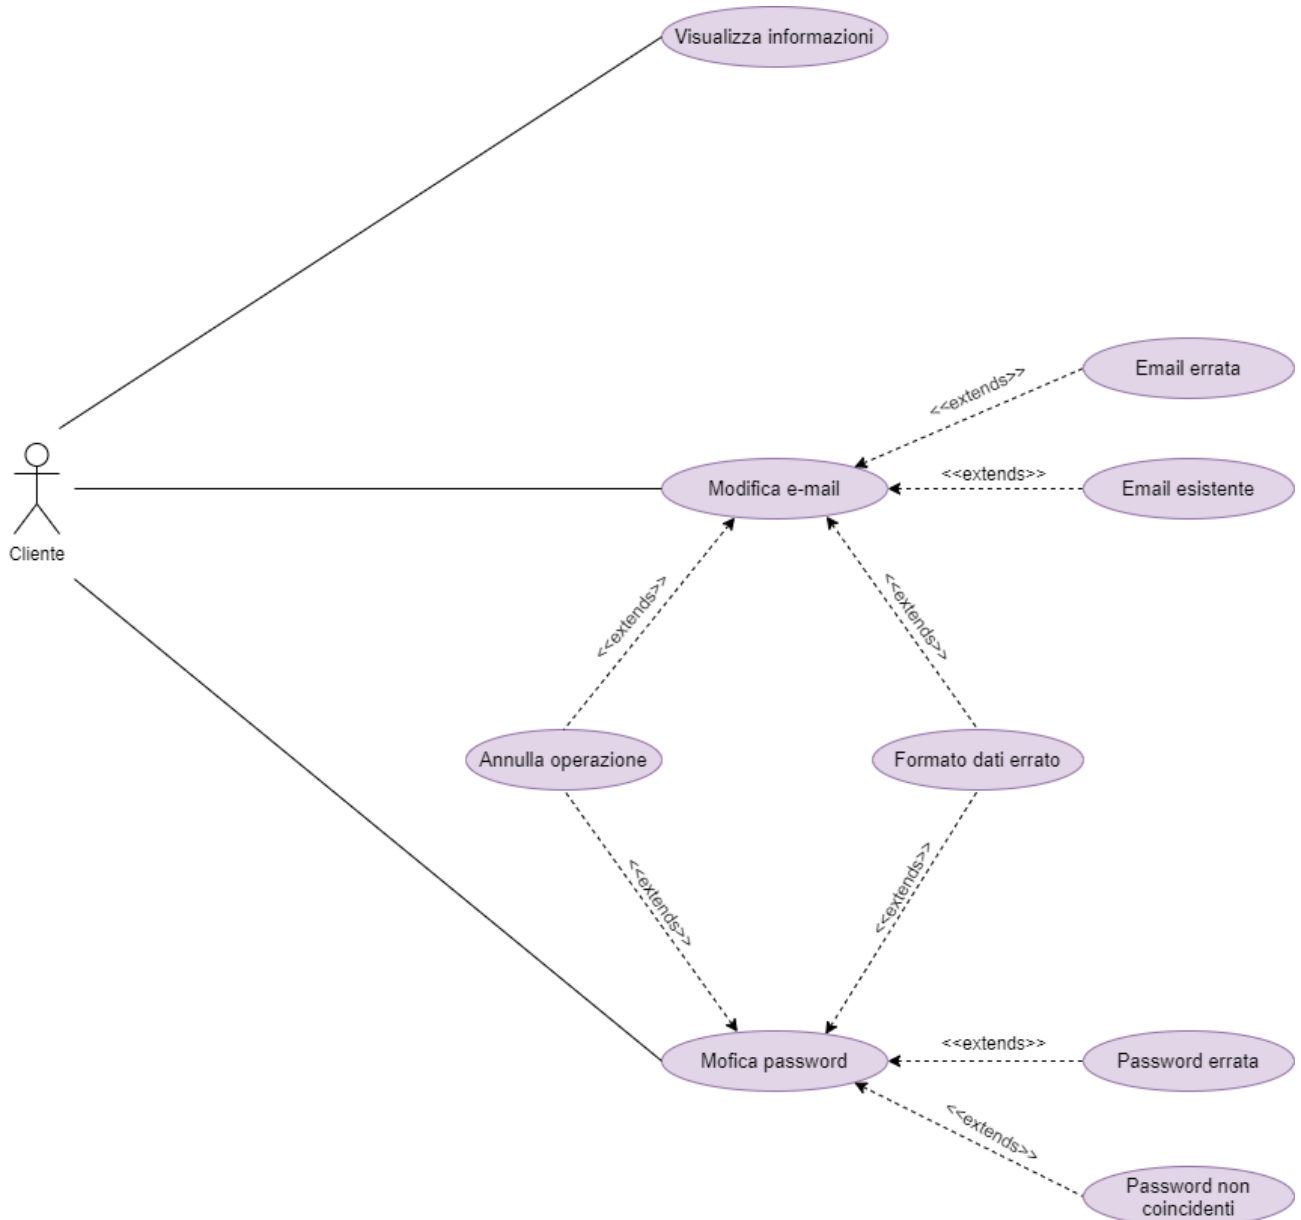 Visualizza informazioni
Email errata
<<extends>>
Modifica e-mail
<<extends>>
Email esistente
Cliente
<<extends>>
<<extends>>
Annulla operazione
Formato dati errato
<<extends>>
<<extends>>
Mofica password
<<extends>>
Password errata
<<extends>>
Password non
coincidenti